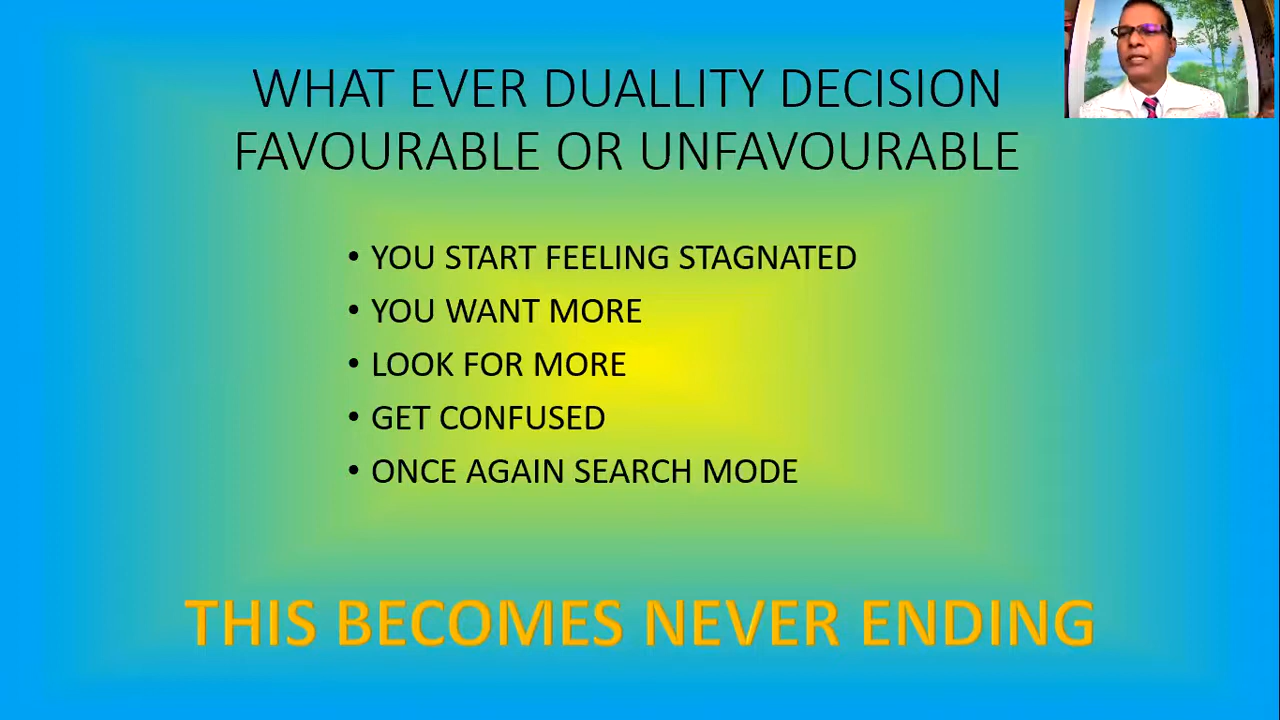 WHAT EVER DUALLITY DECISION
FAVOURABLE OR UNFAVOURABLE
• YOU START FEELING STAGNATED
• YOU WANT MORE
• LOOK FOR MORE
• GET CONFUSED
• ONCE AGAIN SEARCH MODE
THIS BECOMES NEVER ENDING